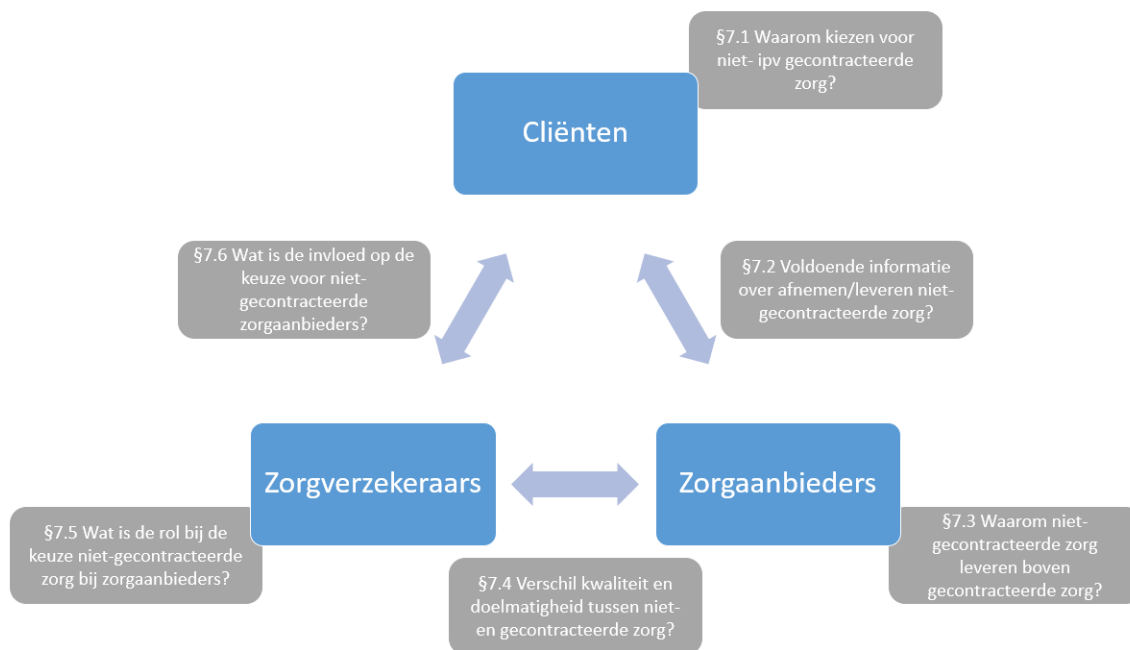 §7.1 Waarom kiezen voor
niet- ipv gecontracteerde
zorg?
Cliënten
§7.6 Wat is de invloed op de
keuze voor niet-
gecontracteerde
zorgaanbieders?
§7.2 Voldoende informatie
over afnemen/leveren niet-
gecontracteerde zorg?
Zorgverzekeraars
Zorgaanbieders
§7.5 Wat is de rol bij de
keuze niet-gecontracteerde
zorg bij zorgaanbieders?
§7.3 Waarom niet-
gecontracteerde zorg
leveren boven
gecontracteerde zorg?
§7.4 Verschil kwaliteit en
doelmatigheid tussen niet-
en gecontracteerde zorg?